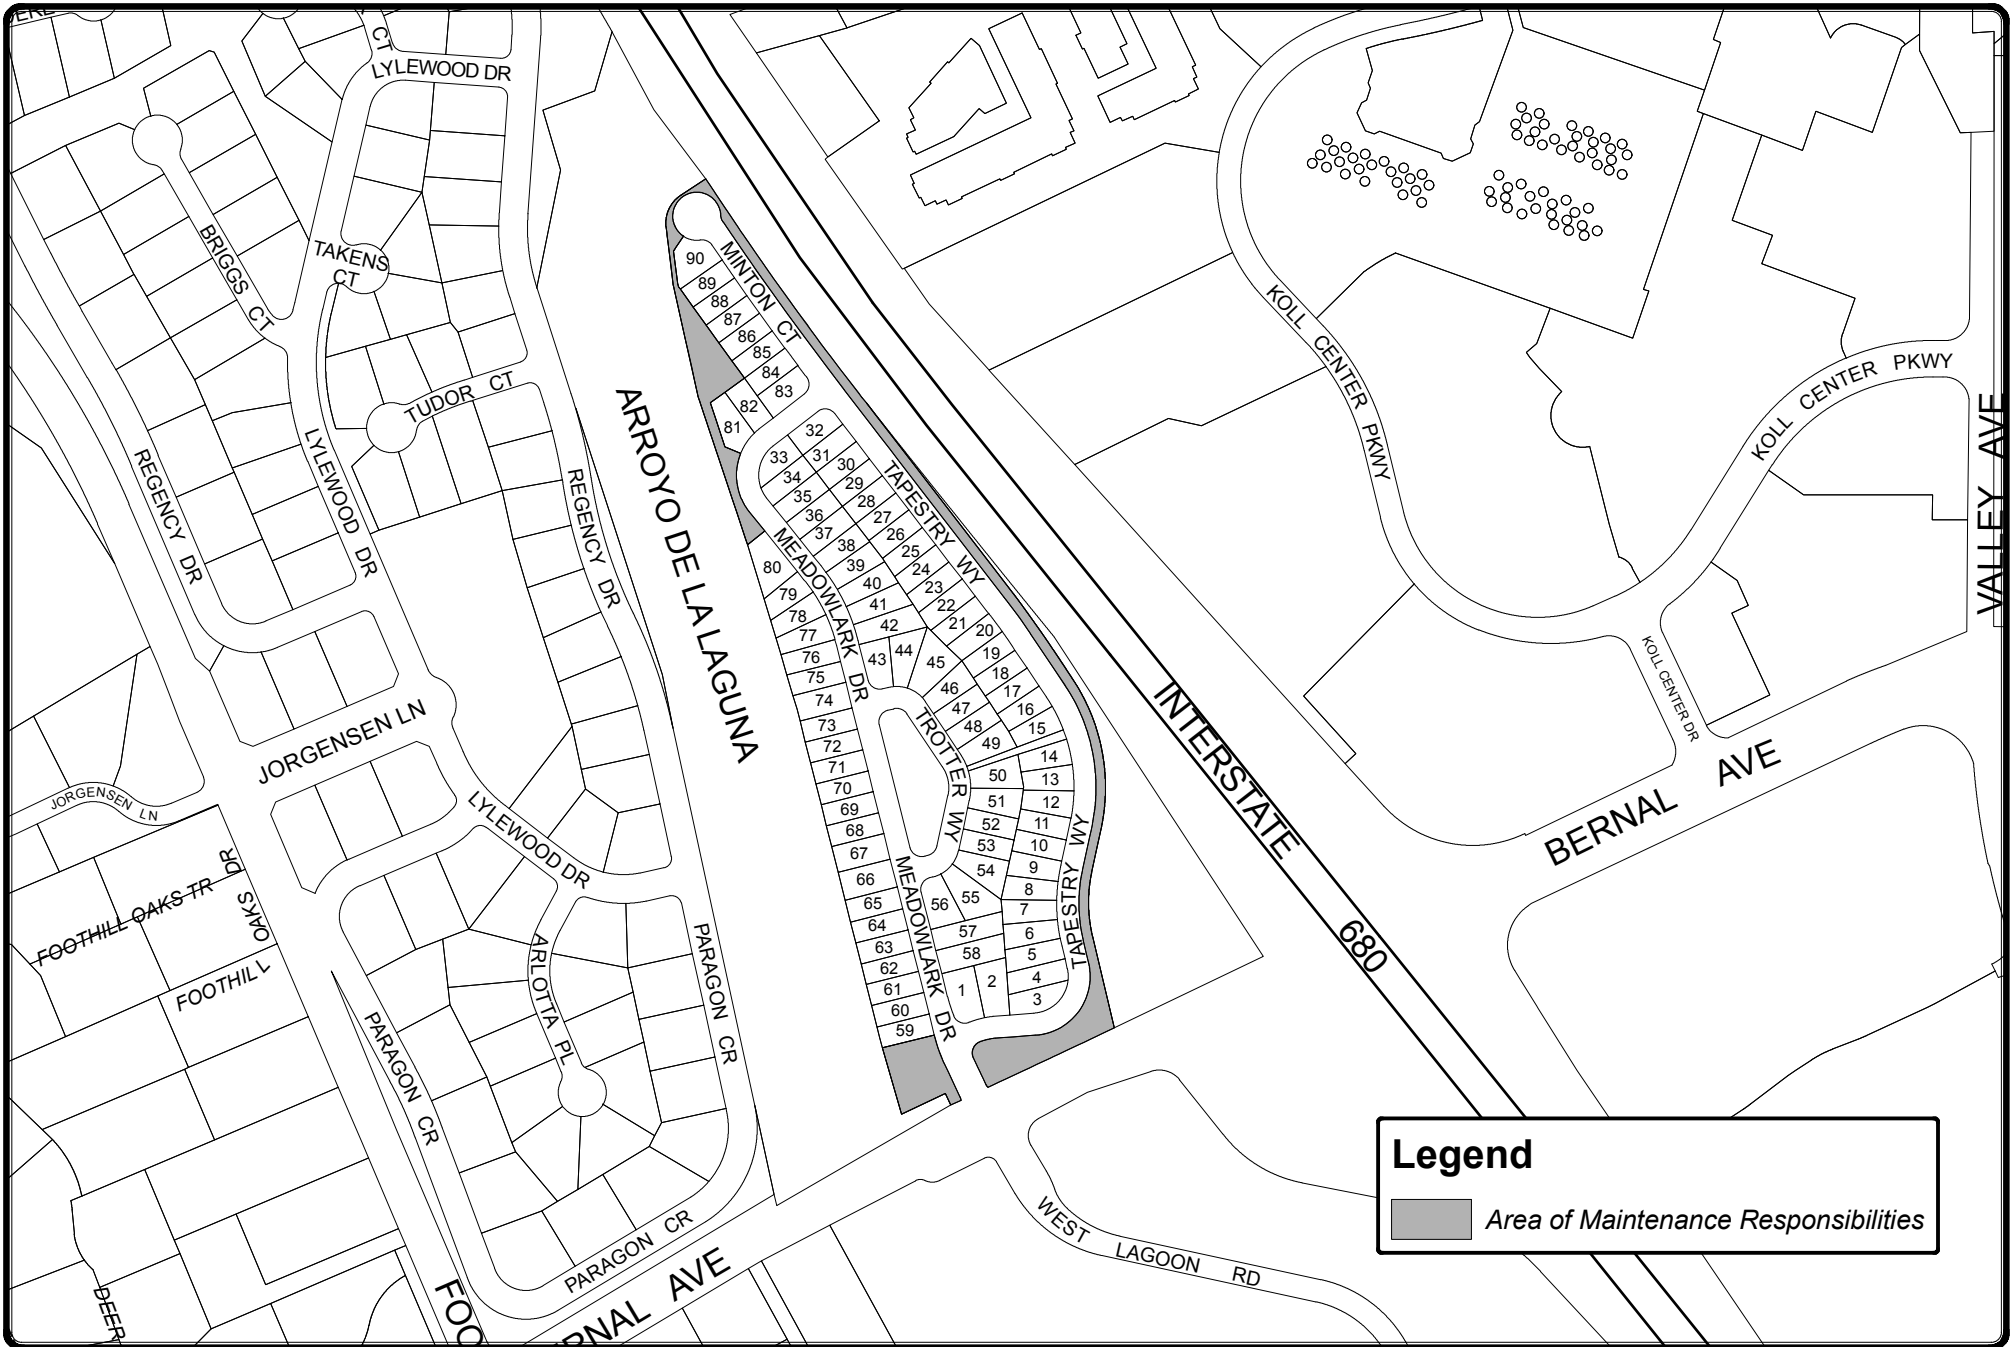 CT
LYLEWOOD DR
BRIGGS CT
TAKENS
CT
TUDOR CT
REGENCY DR
LYLEWOOD DR
REGENCY DR
JORGENSEN LN
JORGENSEN LN
LYLEWOOD DR
FOOTHILL OAKS TR
FOOTHILL OAKS DR
ARLOTTA PL
PARAGON CR
PARAGON CR
PARAGON CR
DEER
ARROYO DE LA LAGUNA
MINTON CT
90
89
88
87
86
85
84
83
82
81
32
33
31
34
30
35
29
36
28
37
27
38
26
39
25
40
24
41
23
42
22
21
20
43
44
45
19
46
18
47
17
48
16
49
15
14
50
13
51
12
52
11
53
10
54
9
8
55
56
7
57
6
58
5
4
3
2
1
80
79
78
77
76
75
74
73
72
71
70
69
68
67
66
65
64
63
62
61
60
59
TAPESTRY WY
MEADOWLARK DR
TROTTER WY
TAPESTRY WY
MEADOWLARK DR
INTERSTATE 680
KOLL CENTER PKWY
KOLL CENTER PKWY
KOLL CENTER DR
VALLEY AVE
BERNAL AVE
WEST LAGOON RD
AVE
Legend
Area of Maintenance Responsibilities